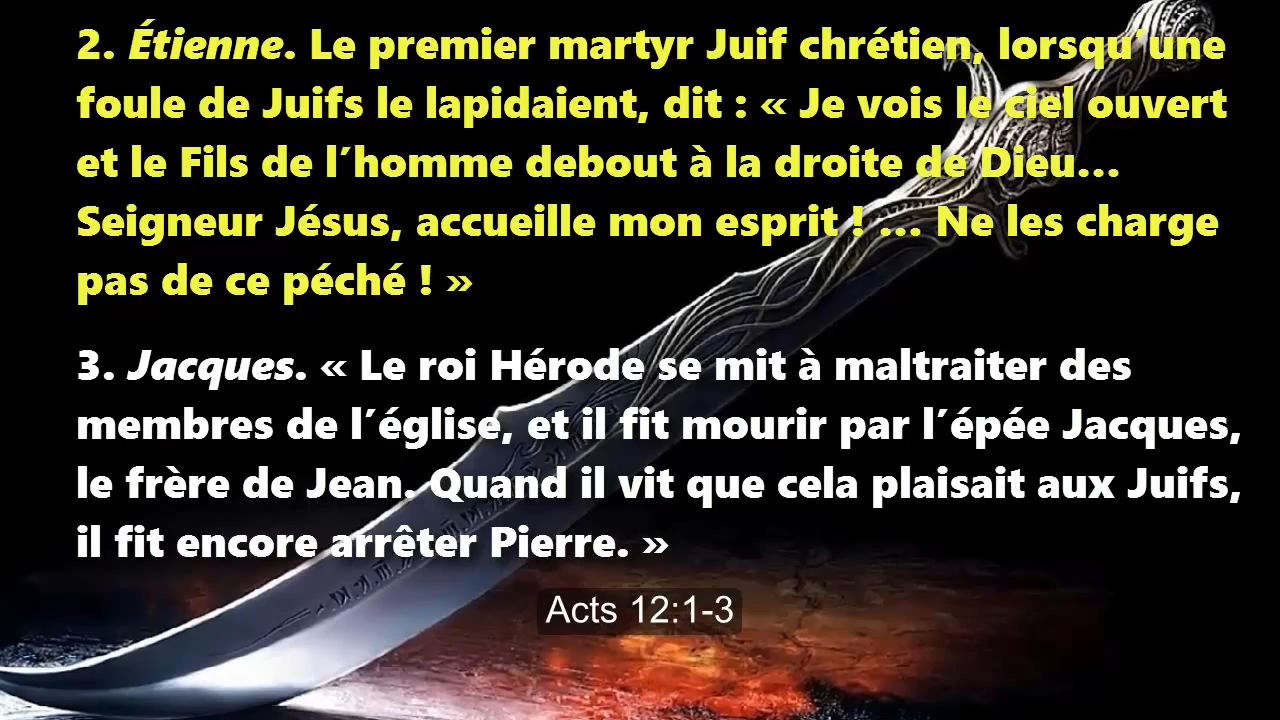 2. Étienne. Le premier martyr Juif chrétien, lorsqu´une
foule de Juifs le lapidaient, dit : « Je vois le ciel ouvert
et le Fils de l´homme debout à la droite de Dieu…
Seigneur Jésus, accueille mon esprit ! … Ne les charge
pas de ce péché ! »
3. Jacques. « Le roi Hérode se mit à maltraiter des
membres de l´église, et il fit mourir par l´épée Jacques,
le frère de Jean. Quand il vit que cela plaisait aux Juifs,
il fit encore arrêter Pierre. »
Acts 12:1-3